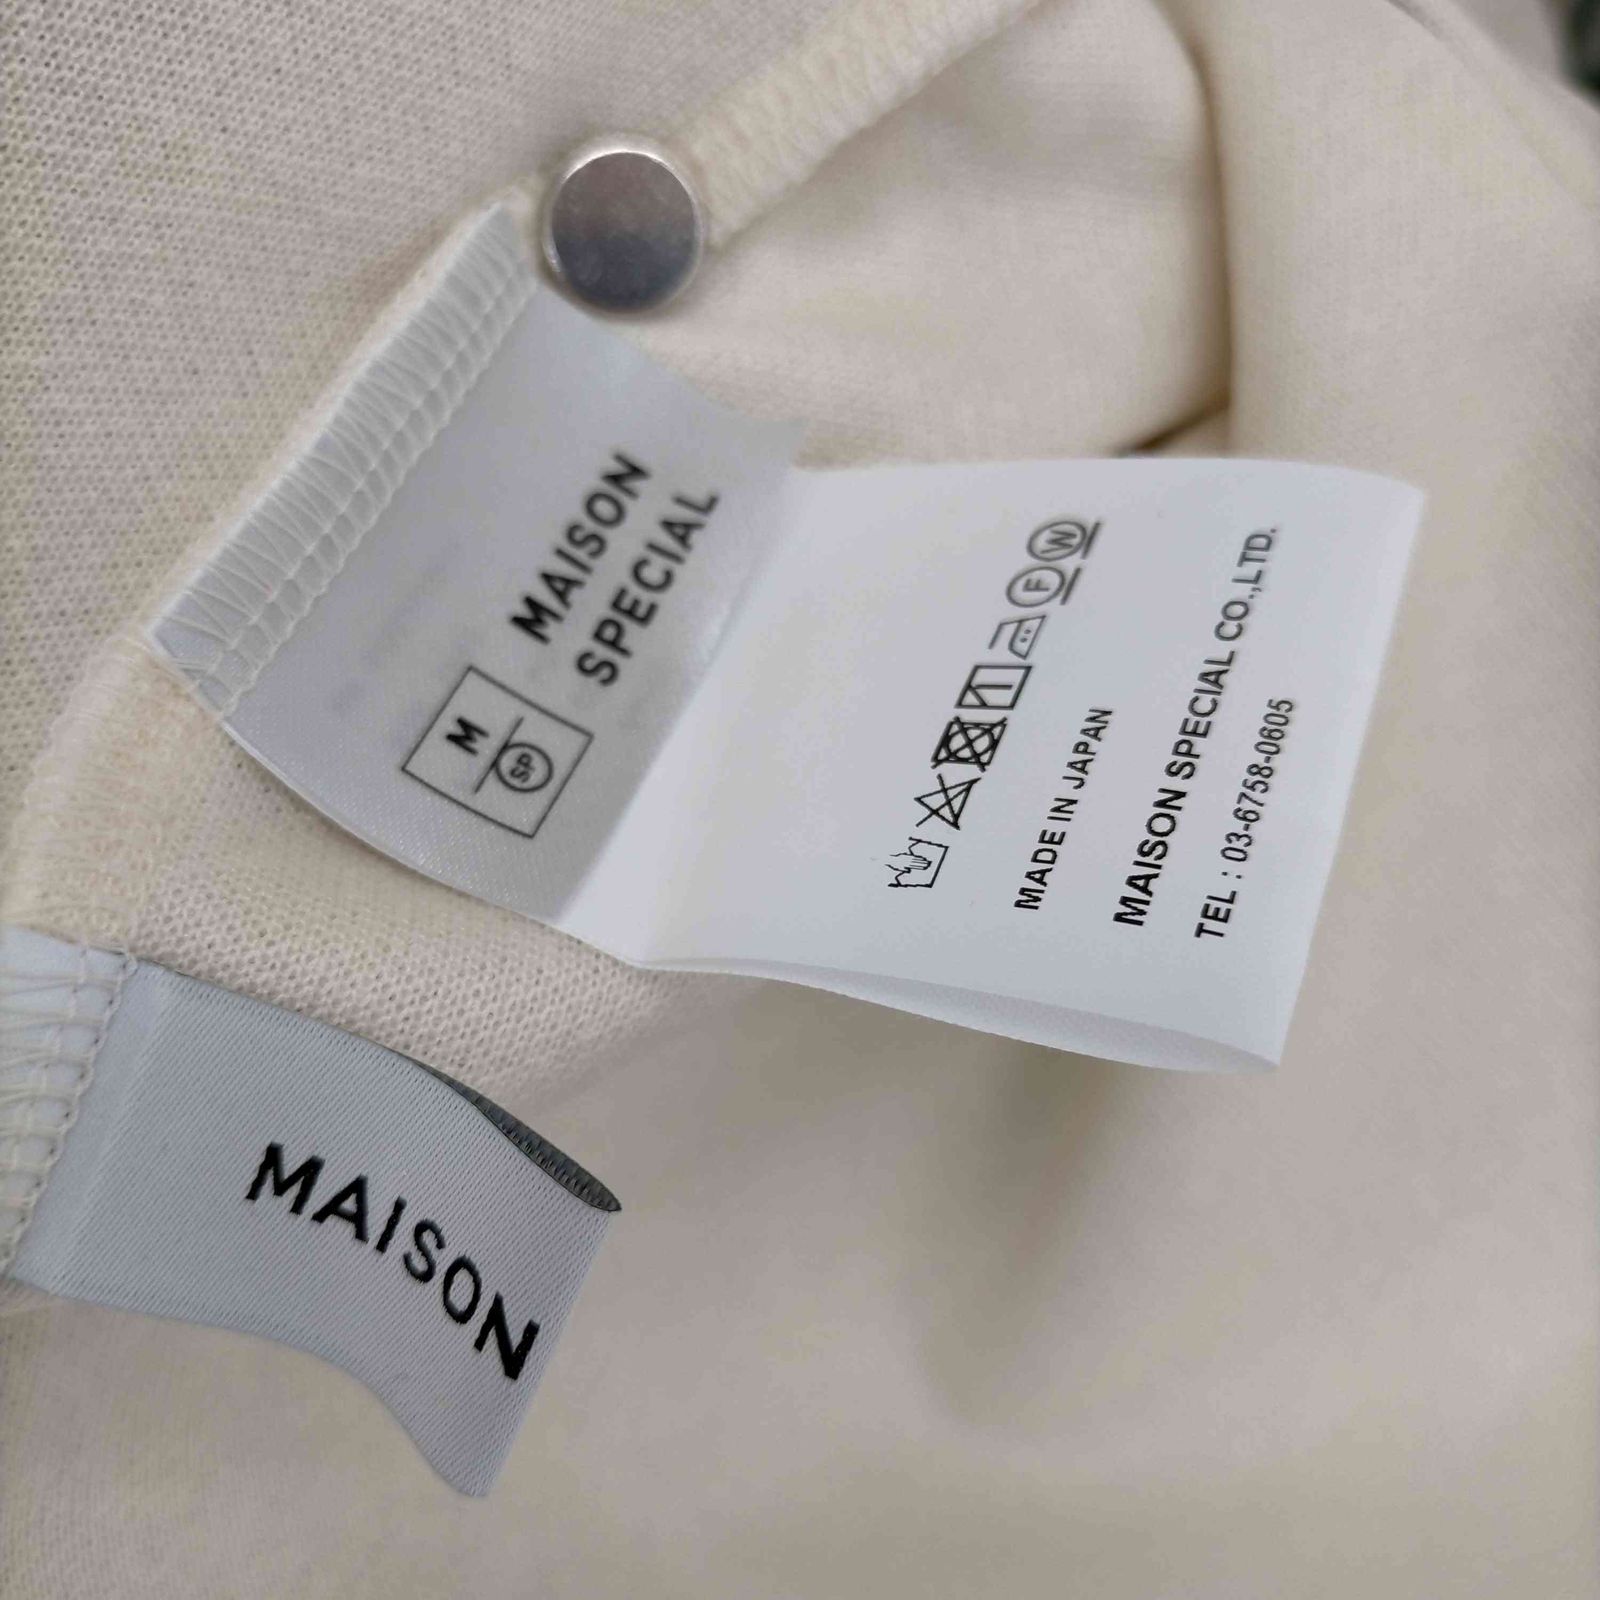 M
SP
MAISON
SPECIAL
F W
MADE IN JAPAN
MAISON SPECIAL CO.,LTD.
TEL : 03-6758-0605
MAISON